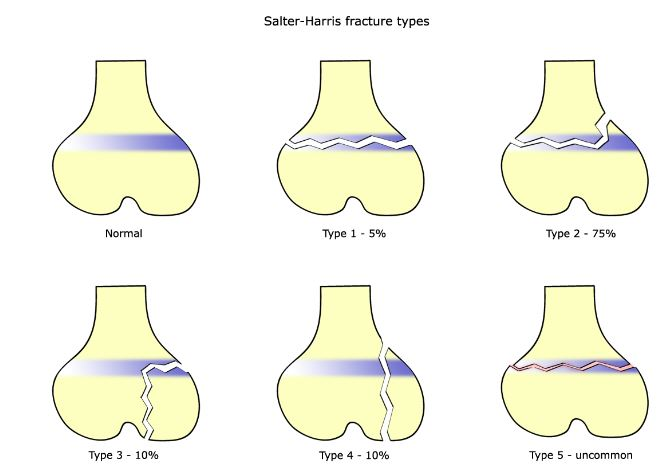 Salter-Harris fracture types
Normal
Type 1 - 5%
Type 2 - 75%
Type 3 - 10%
Type 4 - 10%
Type 5 - uncommon